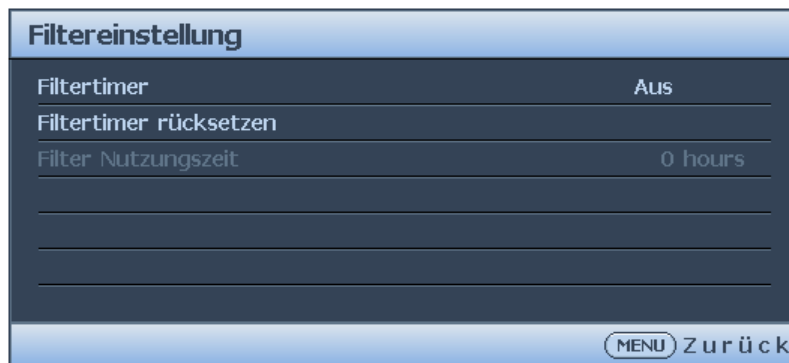 Filtereinstellung
Filtertimer Aus
Filtertimer rücksetzen
Filter Nutzungszeit 0 hours
MENU Zurück